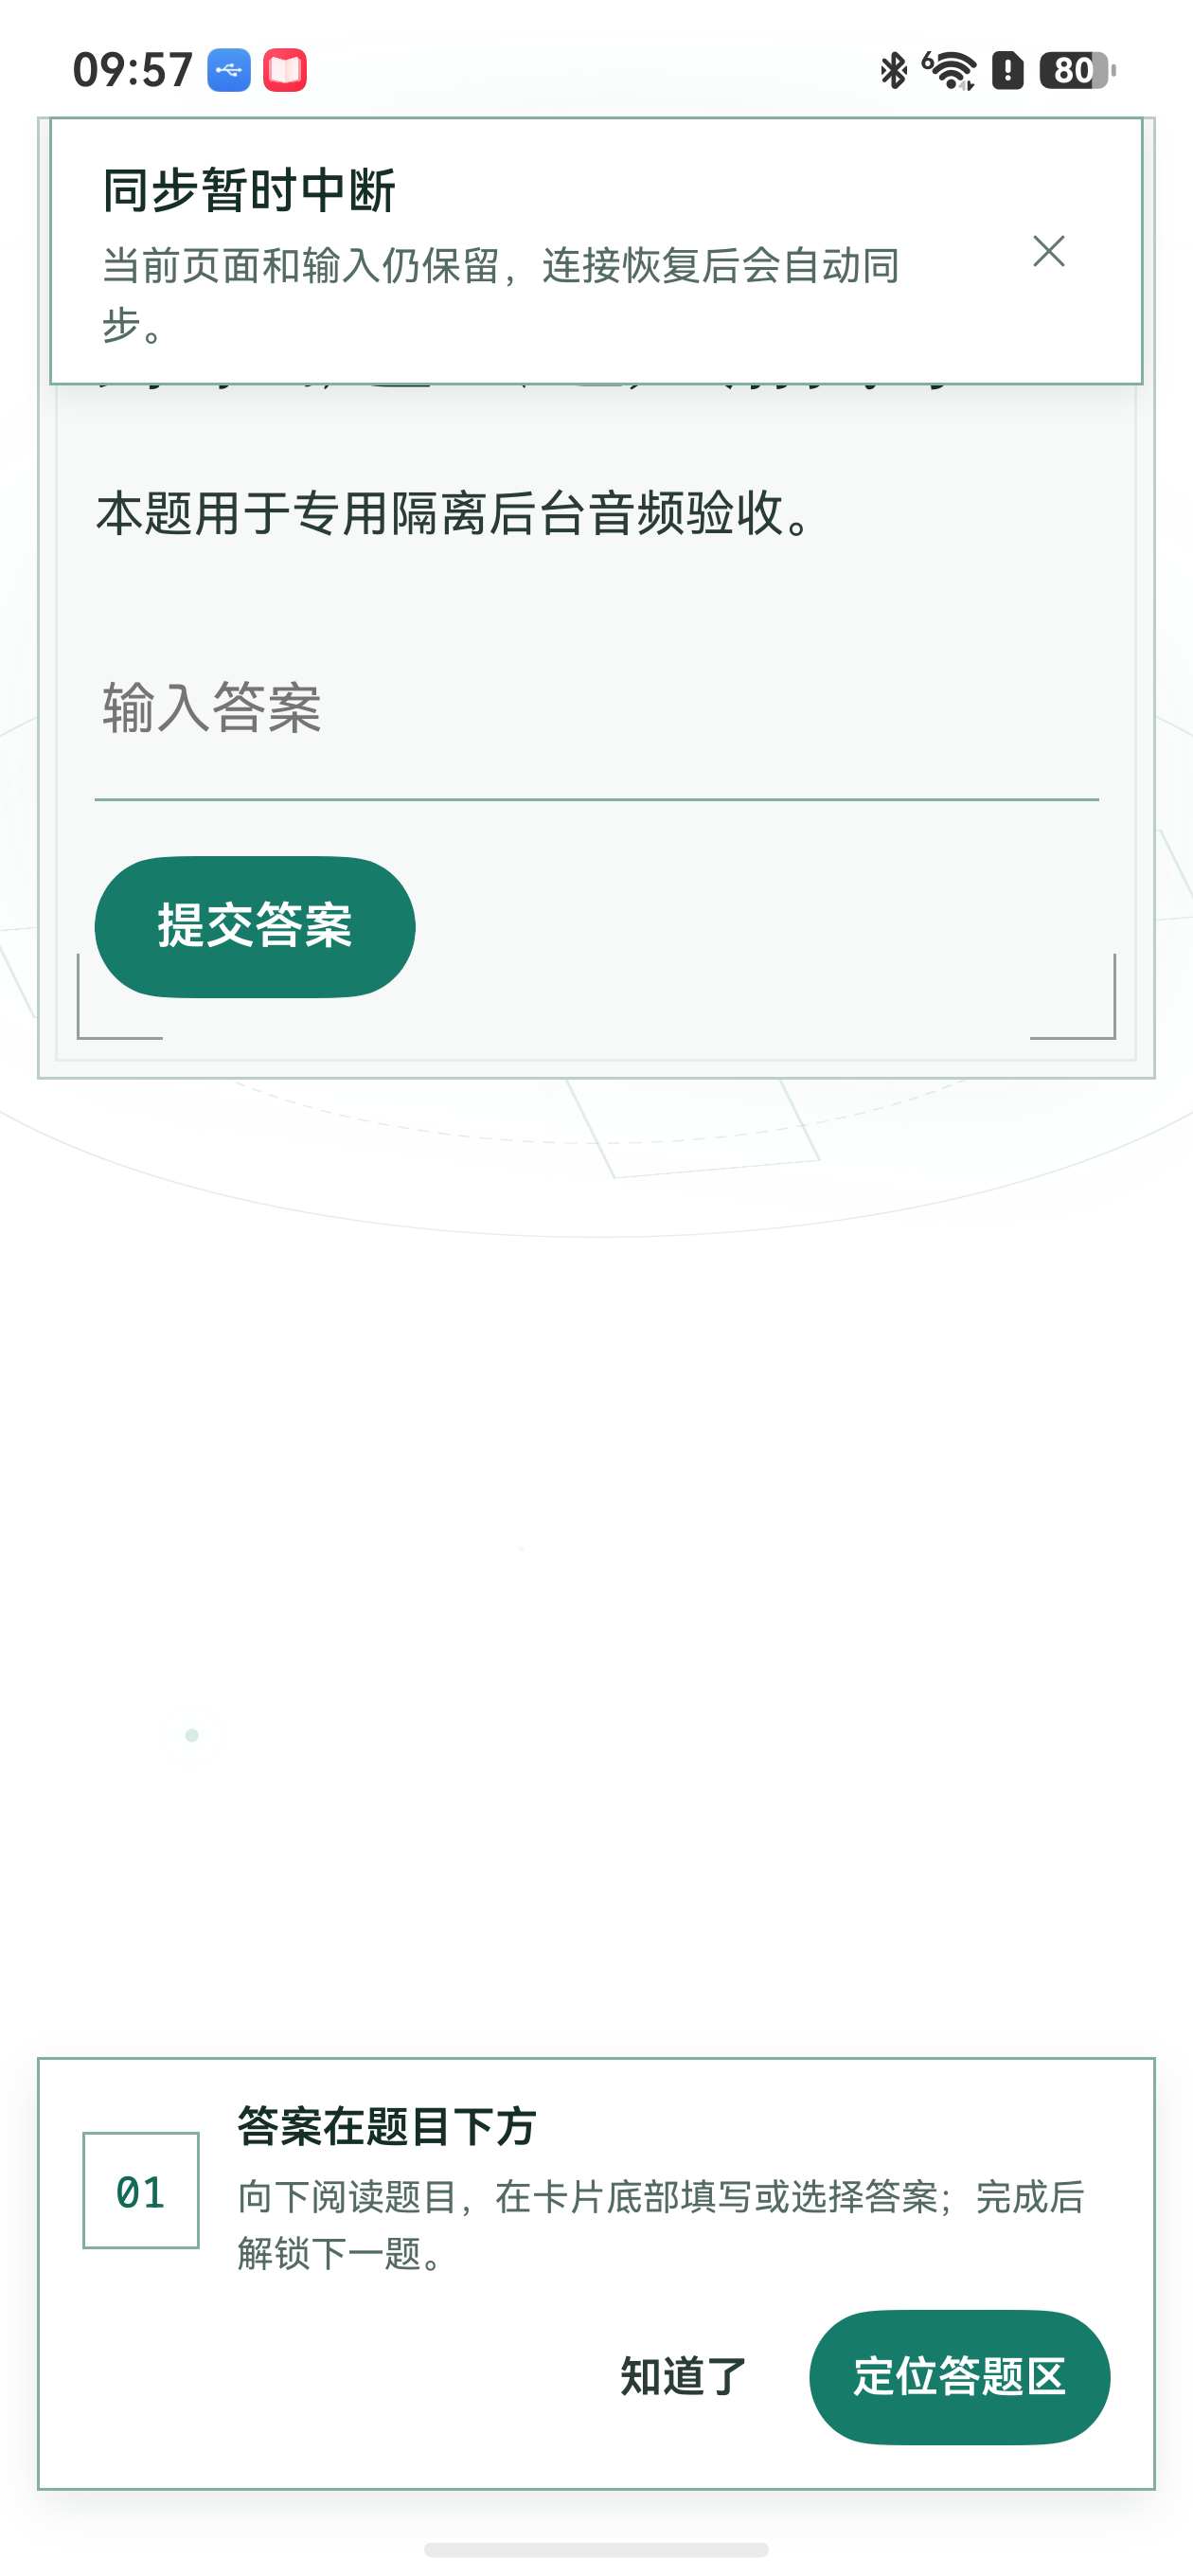 09:57
6
80
同步暂时中断
当前页面和输入仍保留，连接恢复后会自动同
步。
本题用于专用隔离后台音频验收。
输入答案
提交答案
01
答案在题目下方
向下阅读题目，在卡片底部填写或选择答案；完成后
解锁下一题。
知道了
定位答题区